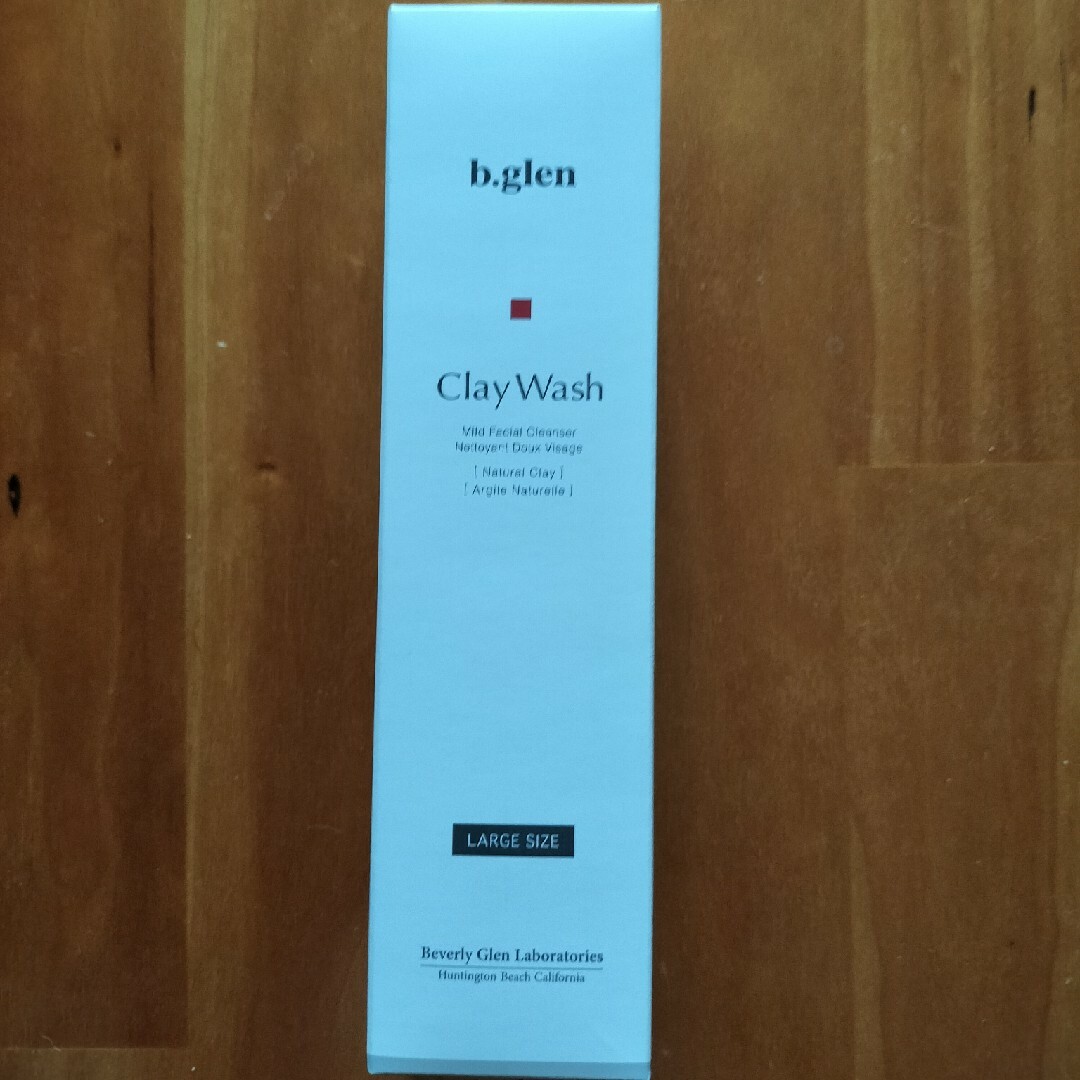 b.glen
Clay Wash
Mild Facial Cleanser
Nettoyant Doux Visage
[ Natural Clay ]
[ Argile Naturelle ]
LARGE SIZE
Beverly Glen Laboratories
Huntington Beach California